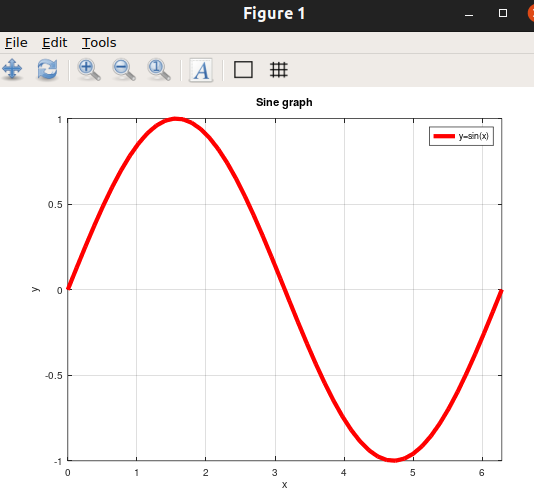 Figure 1
File Edit Tools
1
A
Sine graph
y=sin(x)
1
0.5
0
-0.5
-1
y
0 1 2 3 4 5 6
x